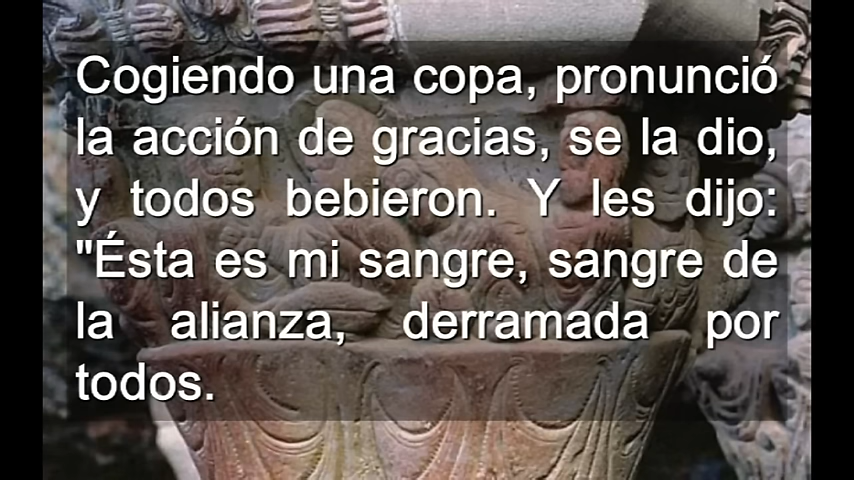 Cogiendo una copa, pronunció
la acción de gracias, se la dio,
y todos bebieron. Y les dijo:
"Ésta es mi sangre, sangre de
la alianza, derramada por
todos.